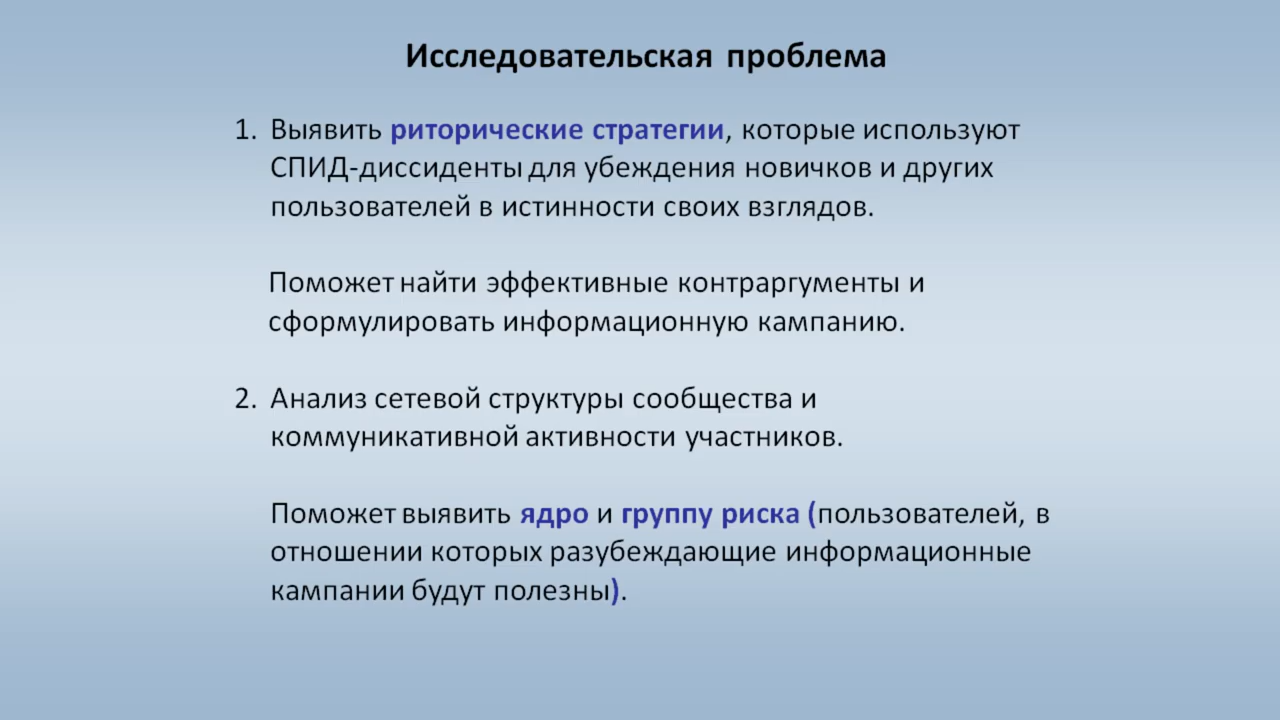 Исследовательская проблема
1. Выявить риторические стратегии, которые используют
СПИД-диссиденты для убеждения новичков и других
пользователей в истинности своих взглядов.
Поможет найти эффективные контраргументы и
сформулировать информационную кампанию.
2. Анализ сетевой структуры сообщества и
коммуникативной активности участников.
Поможет выявить ядро и группу риска (пользователей, в
отношении которых разубеждающие информационные
кампании будут полезны).